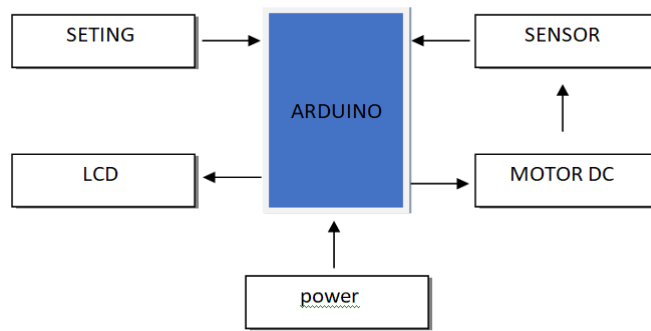 SETING
SENSOR
ARDUINO
LCD
MOTOR DC
power